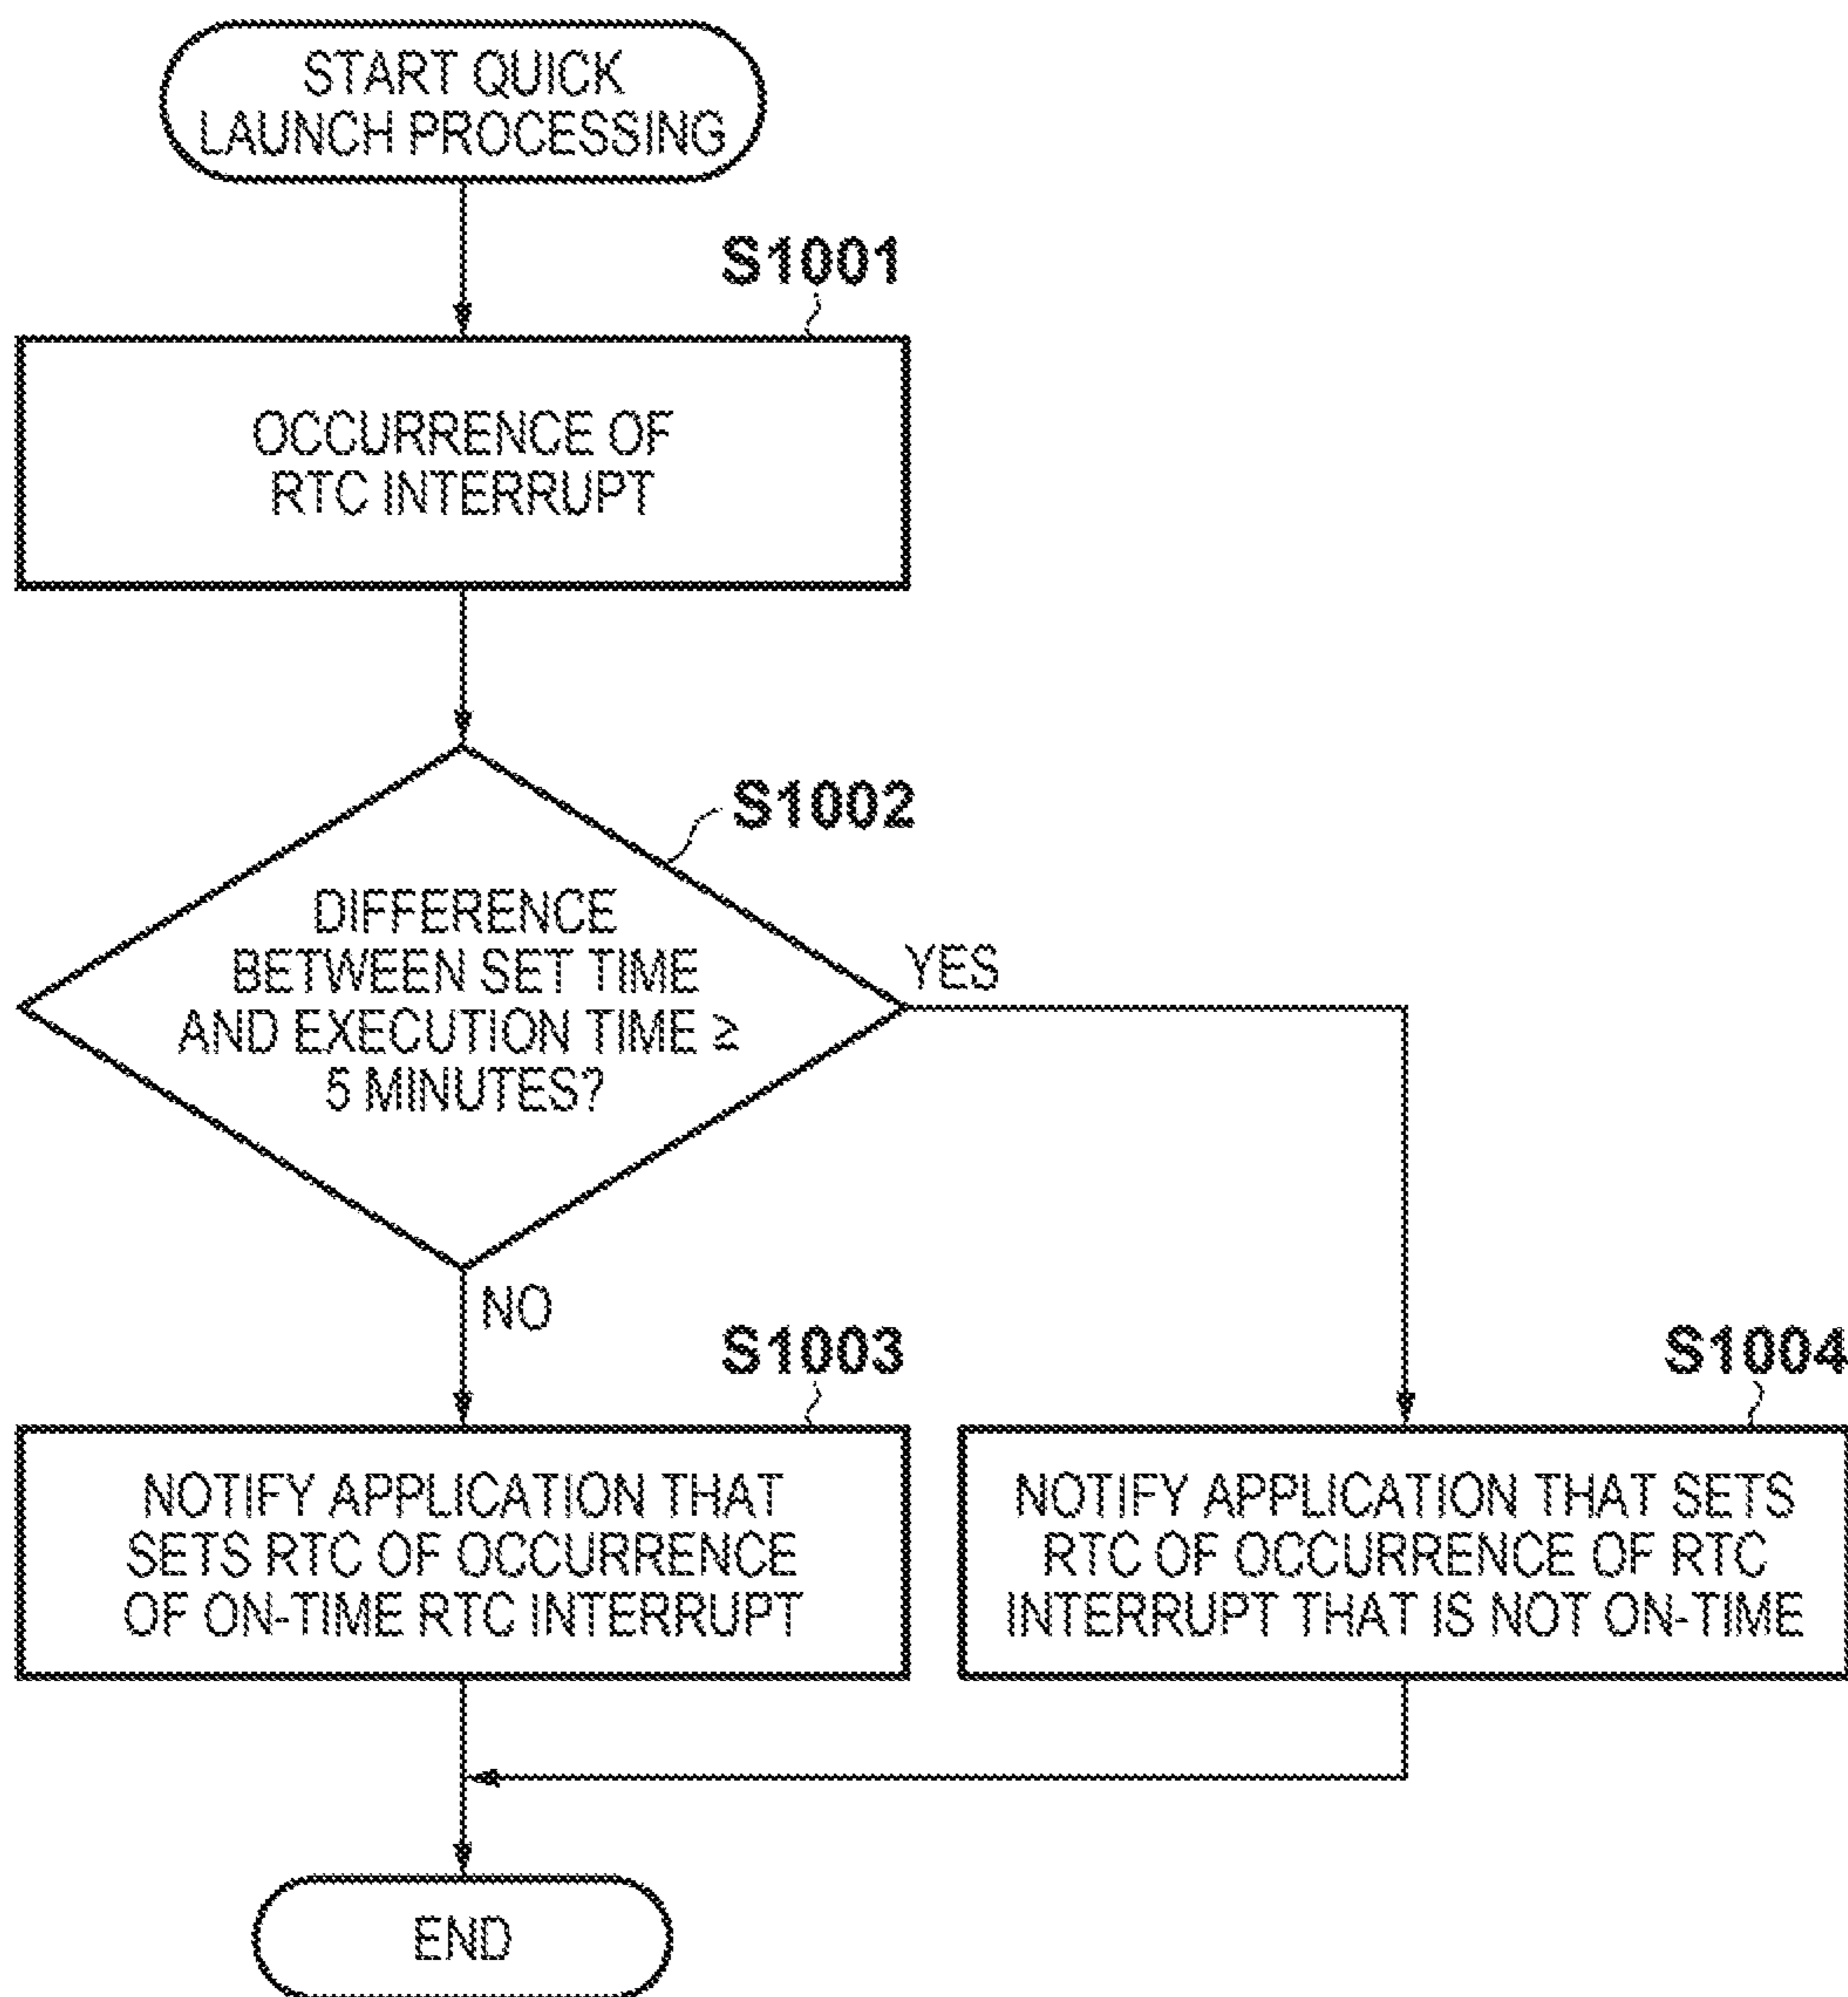 START QUICK
LAUNCH PROCESSING
S1001
OCCURRENCE OF
RTC INTERRUPT
S1002
DIFFERENCE
BETWEEN SET TIME
AND EXECUTION TIME ≥
5 MINUTES?
YES
NO
S1003
NOTIFY APPLICATION THAT
SETS RTC OF OCCURRENCE
OF ON-TIME RTC INTERRUPT
S1004
NOTIFY APPLICATION THAT SETS
RTC OF OCCURRENCE OF RTC
INTERRUPT THAT IS NOT ON-TIME
END